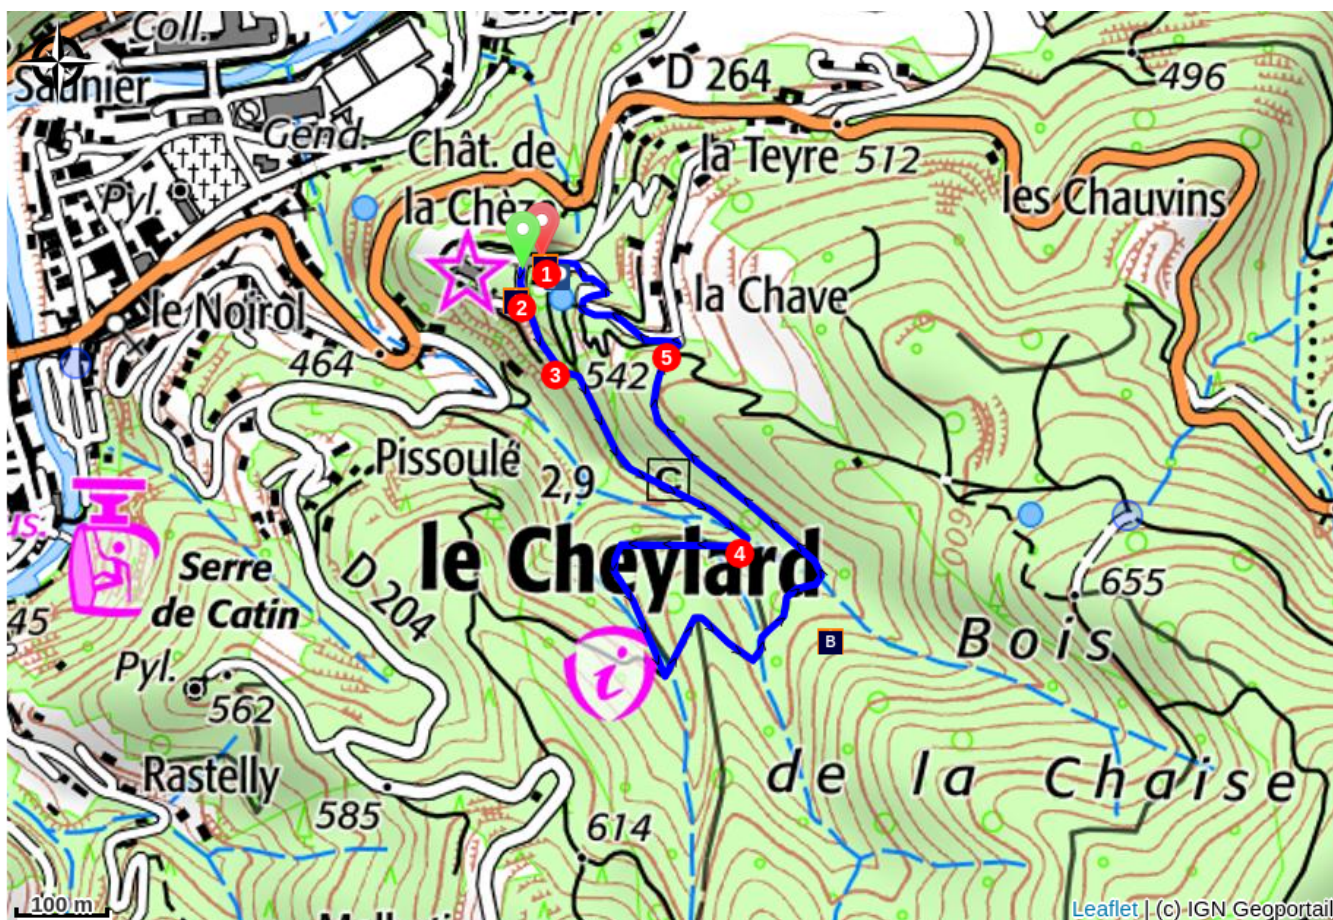 Coll.
Saunier
Gend.
Pyl.
D 264
496
Chât. de
la Chèze
la Teyre 512
les Chauvins
1
2
le Noirol
la Chave
464
3
542
5
Pissoulé
2,9
C
le Cheylard
4
us.
Serre
de Catin
D 204
45
655
B
Bois
Pyl.
562
i
600
Rastelly
de la Chaise
585
614
100 m
Leaflet | (c) IGN Geoportail